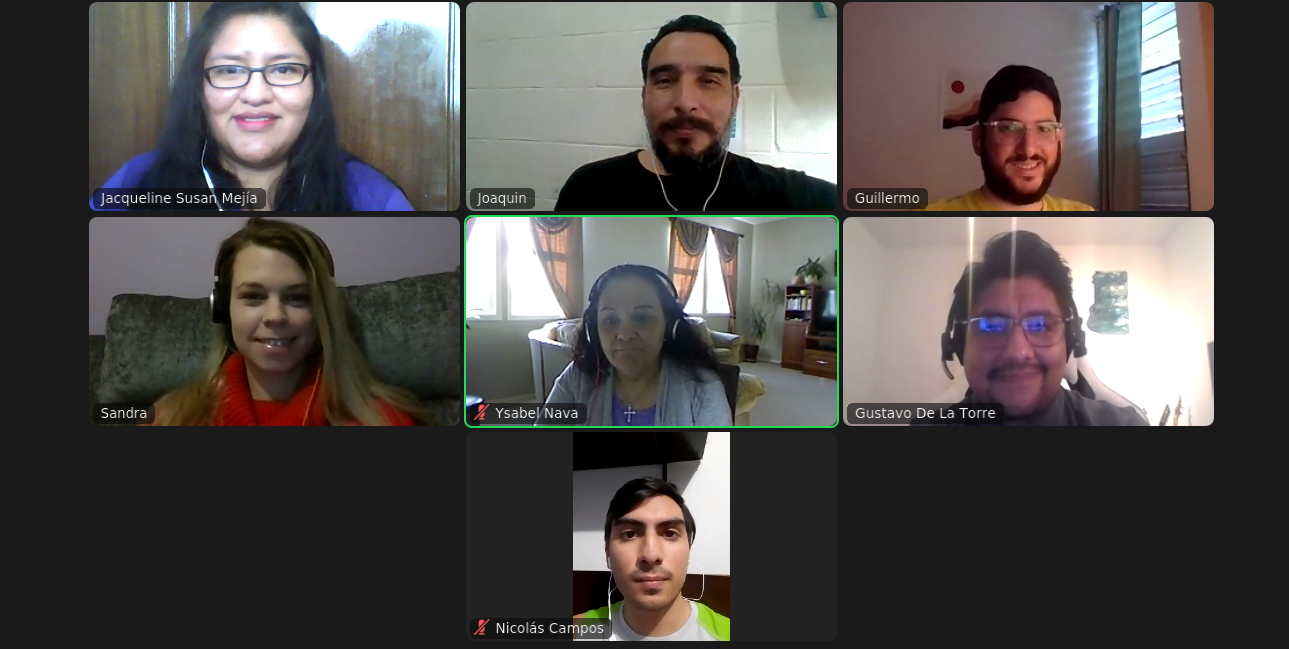 Jacqueline Susan Mejía
Joaquin
Guillermo
Sandra
Ysabel Nava
Gustavo De La Torre
Nicolás Campos